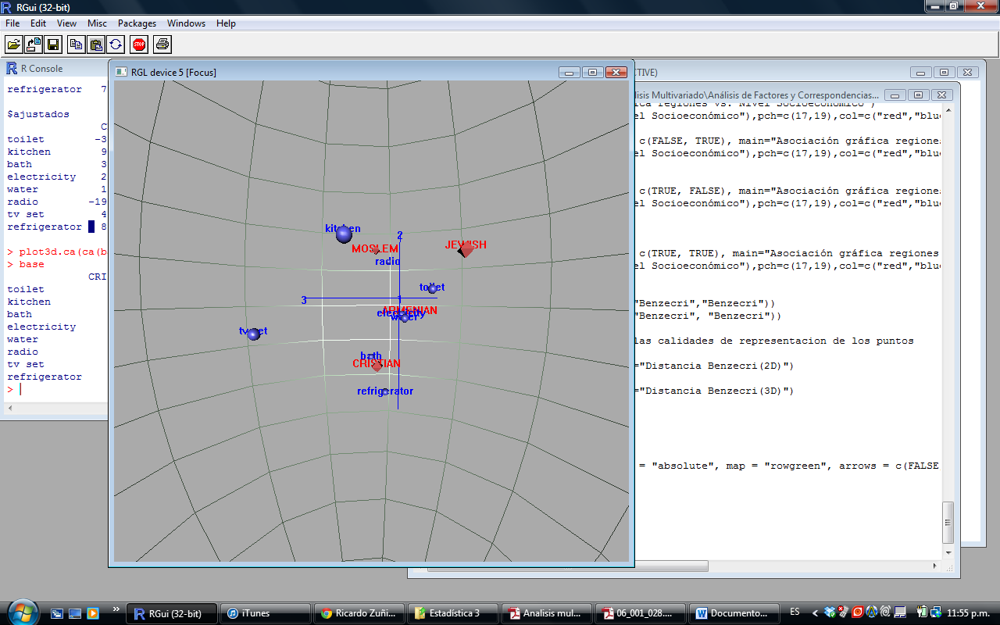 RGui (32-bit)
File Edit View Misc Packages Windows Help
STOP
R Console
refrigerator 7
$ajustados
C
toilet -3
kitchen 9
bath 3
electricity 2
water 1
radio -19
tv set 4
refrigerator 8
> plot3d.ca(ca(b
> base
CRI
toilet
kitchen
bath
electricity
water
radio
tv set
refrigerator
>
RGL device 5 [Focus]
kitchen
2
MOSLEM
JEWISH
radio
toilet
3
1
ARMENIAN
electricity
water
tv set
bath
CRISTIAN
refrigerator
CTIVE)
lisis Multivariado\Análisis de Factores y Correspondencias...
ica regiones vs. Nivel Socioeconómico")
el Socioeconómico"),pch=c(17,19),col=c("red","blue
c(FALSE, TRUE), main="Asociación gráfica regiones
el Socioeconómico"),pch=c(17,19),col=c("red","blue
c(TRUE, FALSE), main="Asociación gráfica regiones
el Socioeconómico"),pch=c(17,19),col=c("red","blue
c(TRUE, TRUE), main="Asociación gráfica regiones
el Socioeconómico"),pch=c(17,19),col=c("red","blue
"Benzecri","Benzecri"))
"Benzecri", "Benzecri"))
las calidades de representacion de los puntos
="Distancia Benzecri(2D)")
="Distancia Benzecri(3D)")
= "absolute", map = "rowgreen", arrows = c(FALSE
RGui (32-bit)
iTunes
Ricardo Zuñi...
Estadística 3
Analisis mul...
06_001_028....
Documento...
ES
11:55 p.m.